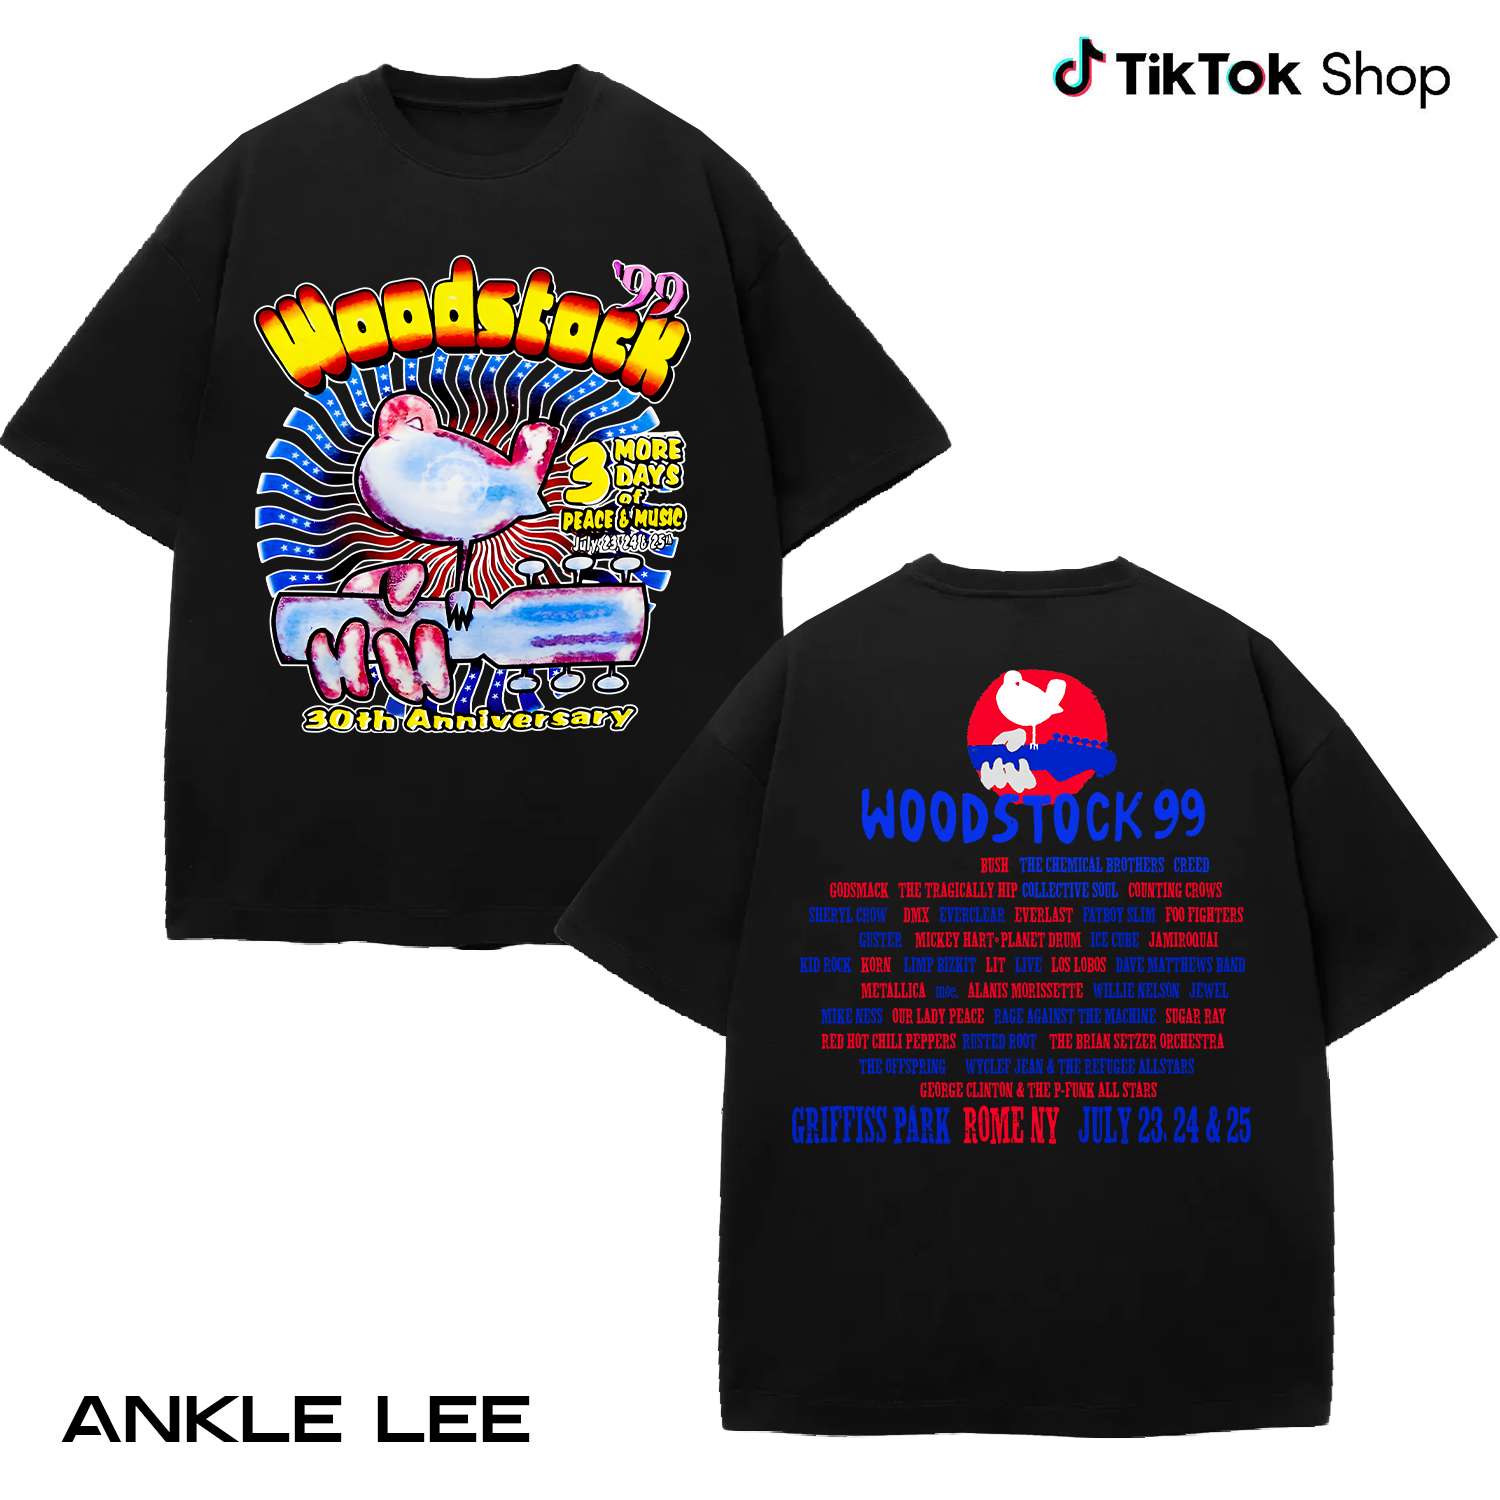 TikTok Shop
Woodstock '99
3 MORE
DAYS
of
PEACE & MUSIC
July, 23, 24 & 25th
30th Anniversary
WOODSTOCK 99
BUSH THE CHEMICAL BROTHERS CREED
GODSMACK THE TRAGICALLY HIP COLLECTIVE SOUL COUNTING CROWS
SHERYL CROW DMX EVERCLEAR EVERLAST FATBOY SLIM FOO FIGHTERS
GUSTER MICKEY HART • PLANET DRUM ICE CUBE JAMIROQUAI
KID ROCK KORN LIMP BIZKIT LIT LIVE LOS LOBOS DAVE MATTHEWS BAND
METALLICA moe. ALANIS MORISSETTE WILLIE NELSON JEWEL
MIKE NESS OUR LADY PEACE RAGE AGAINST THE MACHINE SUGAR RAY
RED HOT CHILI PEPPERS RUSTED ROOT THE BRIAN SETZER ORCHESTRA
THE OFFSPRING WYCLEF JEAN & THE REFUGEE ALLSTARS
GEORGE CLINTON & THE P-FUNK ALL STARS
GRIFFISS PARK ROME NY JULY 23, 24 & 25
ANKLE LEE